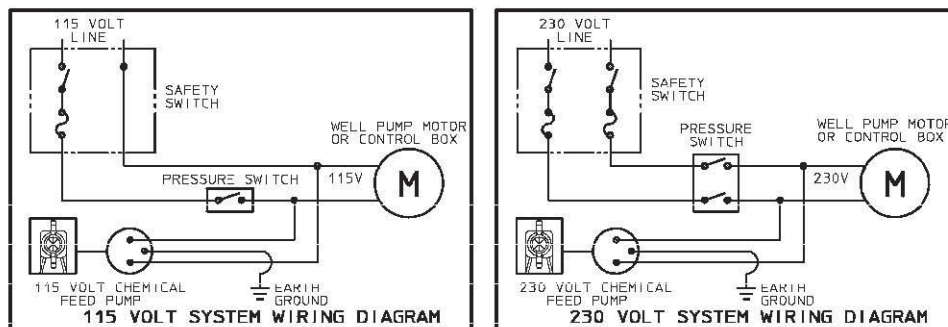 115 VOLT
LINE
SAFETY
SWITCH
WELL PUMP MOTOR
OR CONTROL BOX
PRESSURE SWITCH
115V
M
115 VOLT CHEMICAL
FEED PUMP
EARTH
GROUND
115 VOLT SYSTEM WIRING DIAGRAM
230 VOLT
LINE
SAFETY
SWITCH
PRESSURE
SWITCH
WELL PUMP MOTOR
OR CONTROL BOX
230V
M
230 VOLT CHEMICAL
FEED PUMP
EARTH
GROUND
230 VOLT SYSTEM WIRING DIAGRAM